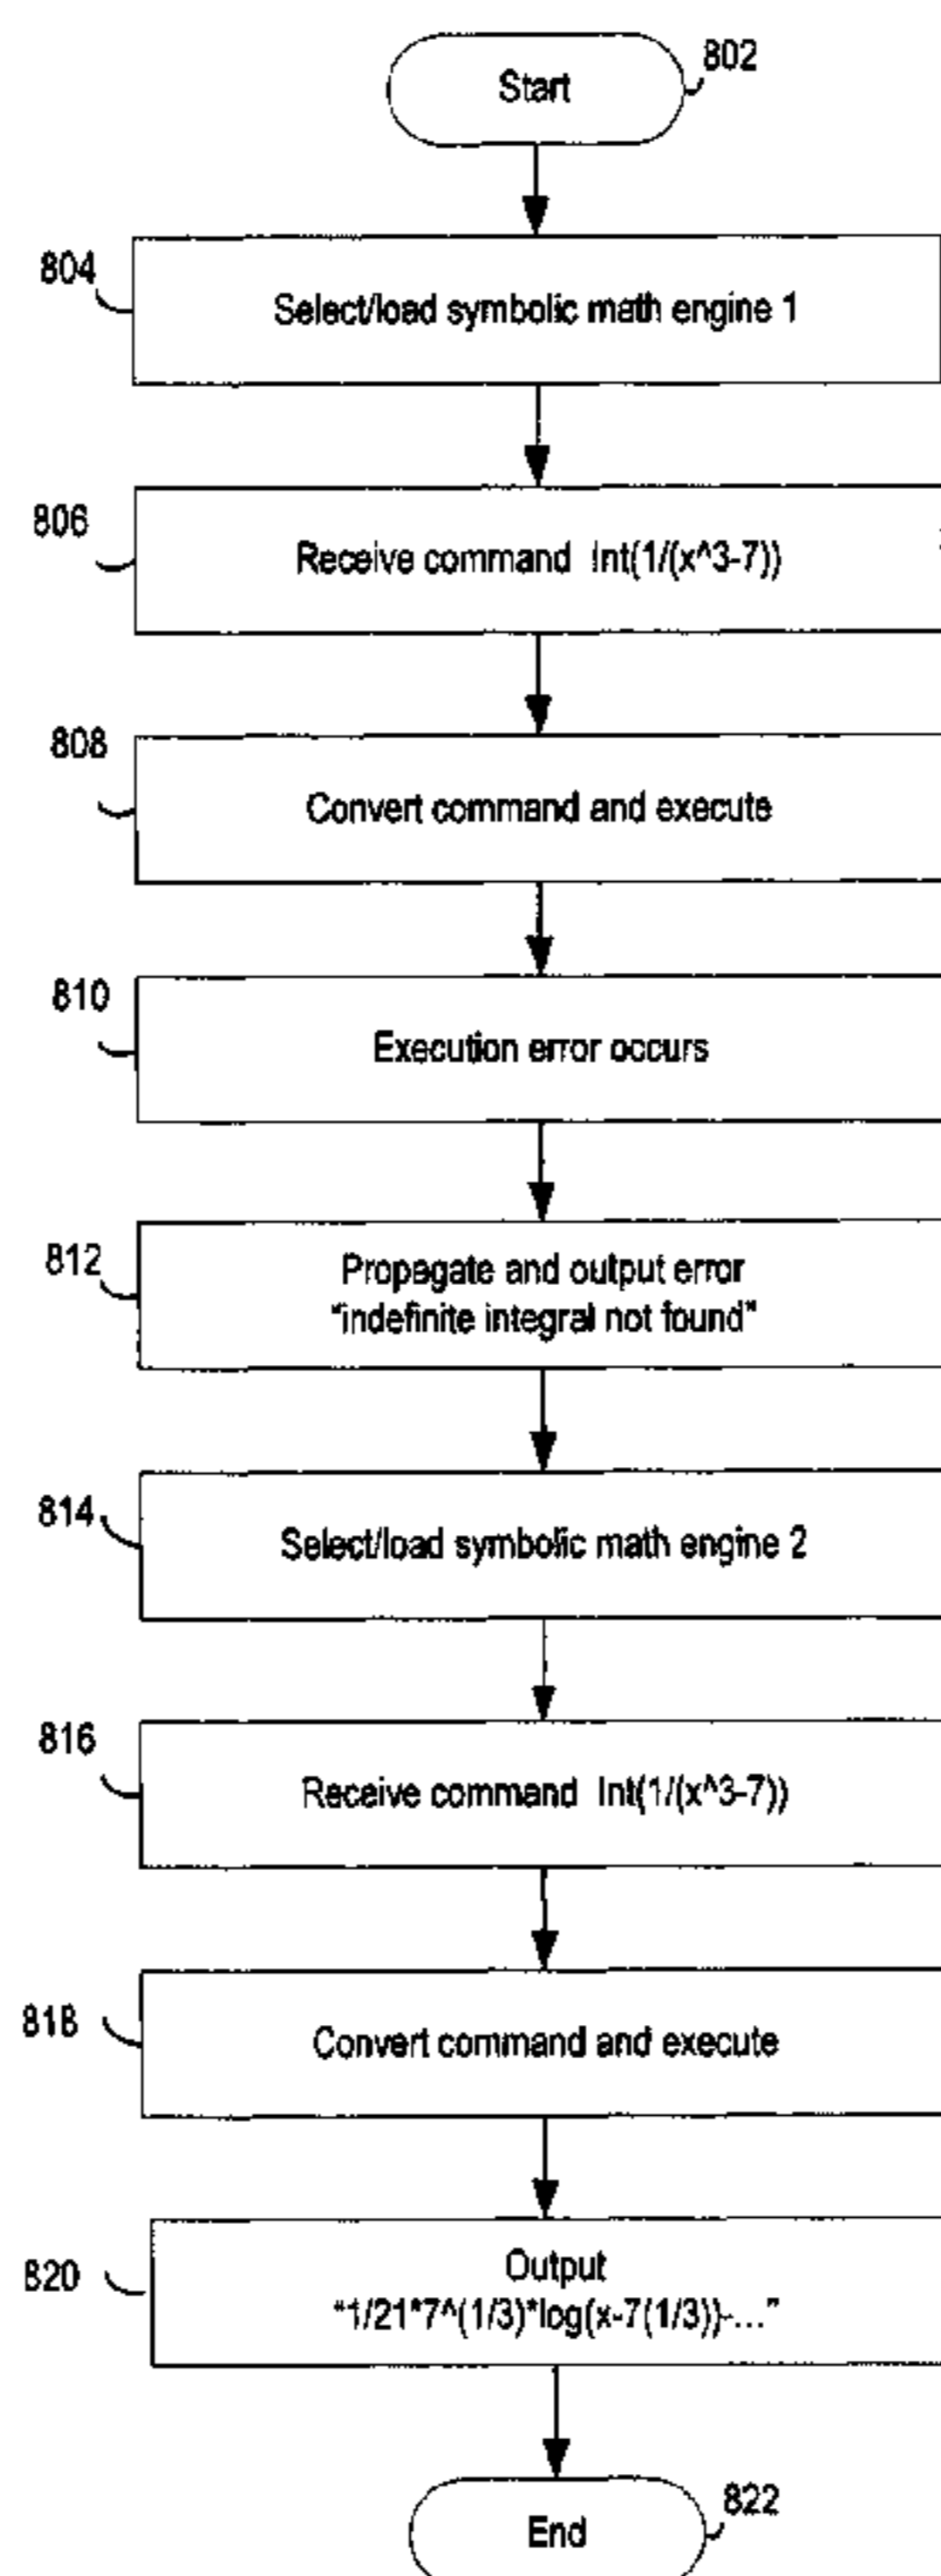 Start
802
804
Select/load symbolic math engine 1
806
Receive command Int(1/(x^3-7))
808
Convert command and execute
810
Execution error occurs
812
Propagate and output error
"indefinite integral not found"
814
Select/load symbolic math engine 2
816
Receive command Int(1/(x^3-7))
818
Convert command and execute
820
Output
"1/21*7^(1/3)*log(x-7(1/3))-..."
End
822